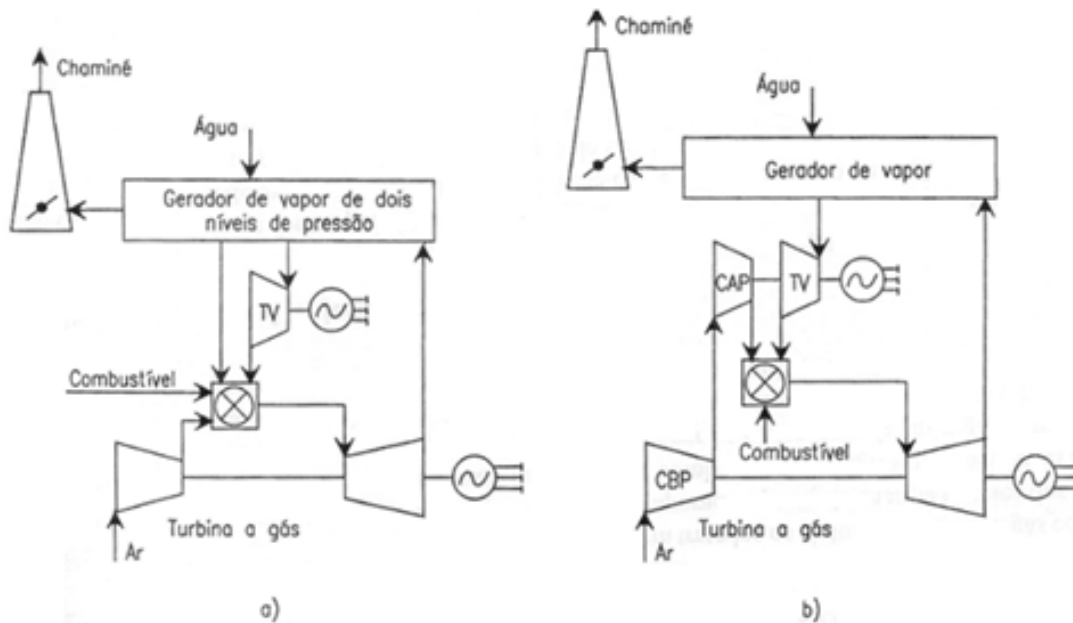 Chaminé
Água
Gerador de vapor de dois
níveis de pressão
TV
Combustível
Turbina a gás
Ar
a)
Chaminé
Água
Gerador de vapor
CAP
TV
Combustível
CBP
Turbina a gás
Ar
b)